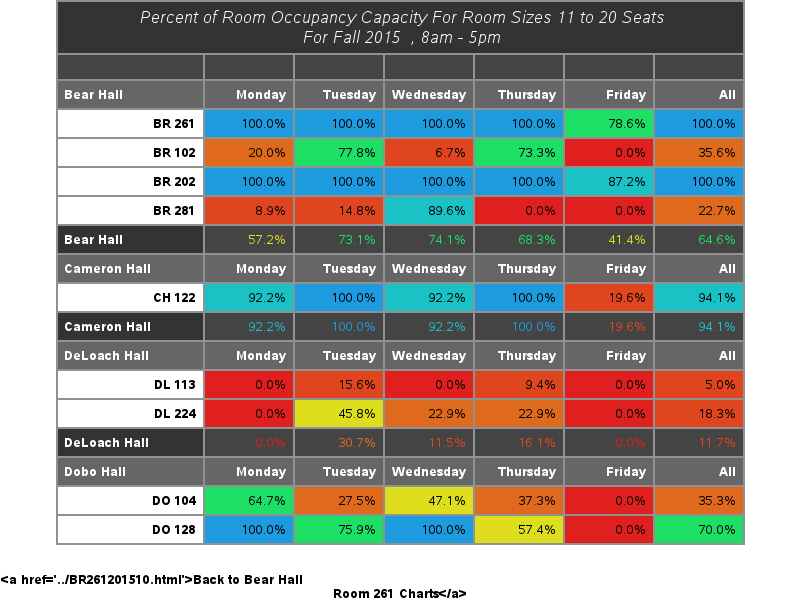 Percent of Room Occupancy Capacity For Room Sizes 11 to 20 Seats
For Fall 2015 , 8am - 5pm
Bear Hall Monday Tuesday Wednesday Thursday Friday All
BR 261 100.0% 100.0% 100.0% 100.0% 78.6% 100.0%
BR 102 20.0% 77.8% 6.7% 73.3% 0.0% 35.6%
BR 202 100.0% 100.0% 100.0% 100.0% 87.2% 100.0%
BR 281 8.9% 14.8% 89.6% 0.0% 0.0% 22.7%
Bear Hall 57.2% 73.1% 74.1% 68.3% 41.4% 64.6%
Cameron Hall Monday Tuesday Wednesday Thursday Friday All
CH 122 92.2% 100.0% 92.2% 100.0% 19.6% 94.1%
Cameron Hall 92.2% 100.0% 92.2% 100.0% 19.6% 94.1%
DeLoach Hall Monday Tuesday Wednesday Thursday Friday All
DL 113 0.0% 15.6% 0.0% 9.4% 0.0% 5.0%
DL 224 0.0% 45.8% 22.9% 22.9% 0.0% 18.3%
DeLoach Hall 0.0% 30.7% 11.5% 16.1% 0.0% 11.7%
Dobo Hall Monday Tuesday Wednesday Thursday Friday All
DO 104 64.7% 27.5% 47.1% 37.3% 0.0% 35.3%
DO 128 100.0% 75.9% 100.0% 57.4% 0.0% 70.0%
<a href='../BR261201510.html'>Back to Bear Hall
Room 261 Charts</a>